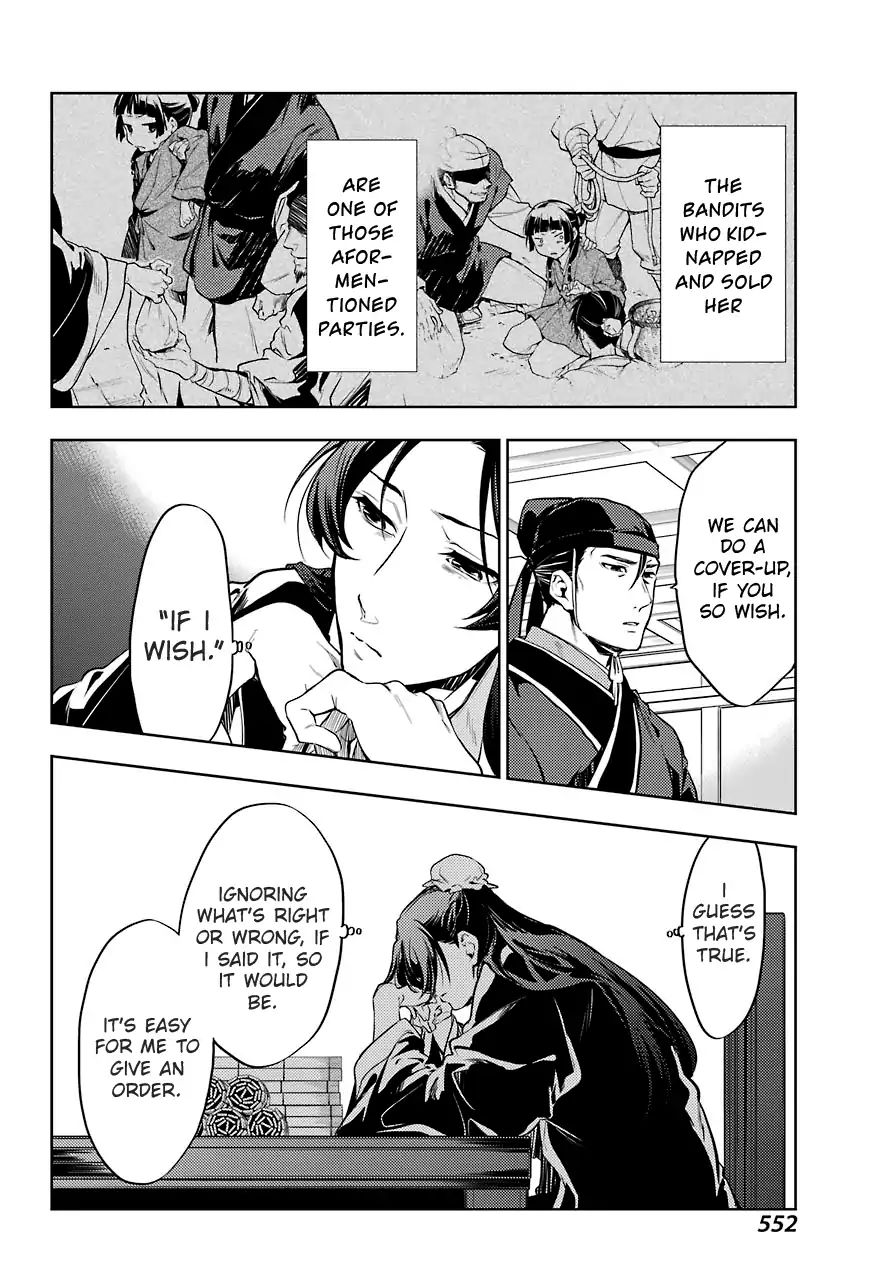 THE
BANDITS
WHO KID-
NAPPED
AND SOLD
HER
ARE
ONE OF
THOSE
AFOR-
MEN-
TIONED
PARTIES.
WE CAN
DO A
COVER-UP,
IF YOU
SO WISH.
"IF I
WISH."
I
GUESS
THAT'S
TRUE.
IGNORING
WHAT'S RIGHT
OR WRONG, IF
I SAID IT, SO
IT WOULD
BE.
IT'S EASY
FOR ME TO
GIVE AN
ORDER.
552